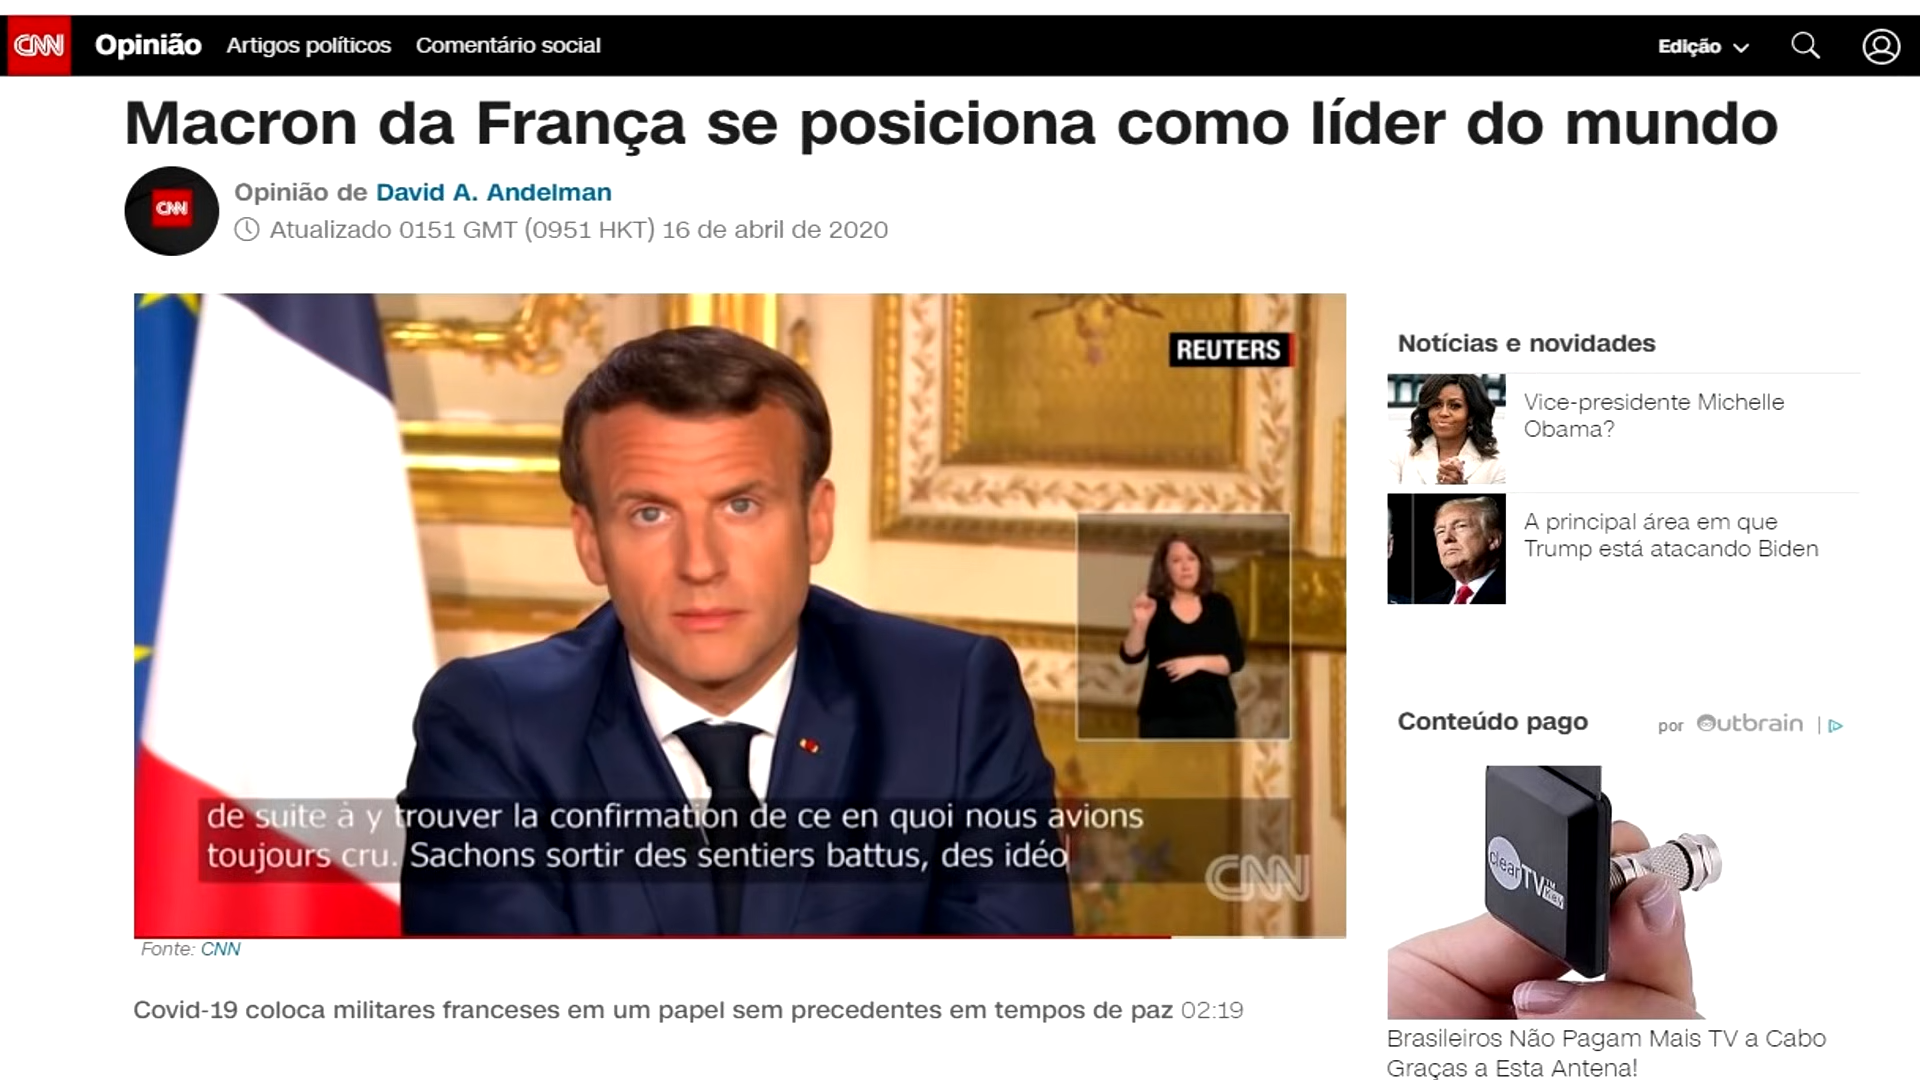 CNN Opinião Artigos políticos Comentário social Edição
Macron da França se posiciona como líder do mundo
CNN
Opinião de David A. Andelman
Atualizado 0151 GMT (0951 HKT) 16 de abril de 2020
REUTERS
de suite à y trouver la confirmation de ce en quoi nous avions
toujours cru. Sachons sortir des sentiers battus, des idéo
CNN
Fonte: CNN
Covid-19 coloca militares franceses em um papel sem precedentes em tempos de paz 02:19
Notícias e novidades
Vice-presidente Michelle
Obama?
A principal área em que
Trump está atacando Biden
Conteúdo pago por Outbrain
clearTV™ Key
Brasileiros Não Pagam Mais TV a Cabo
Graças a Esta Antena!